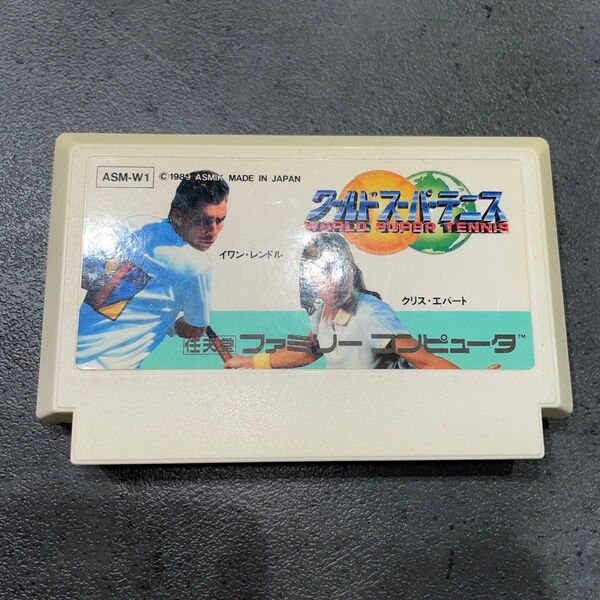 ASM-W1
©1989 ASMIK MADE IN JAPAN
ワールドスーパーテニス
WORLD SUPER TENNIS
イワン・レンドル
クリス・エバート
任天堂 ファミリーコンピュータ™